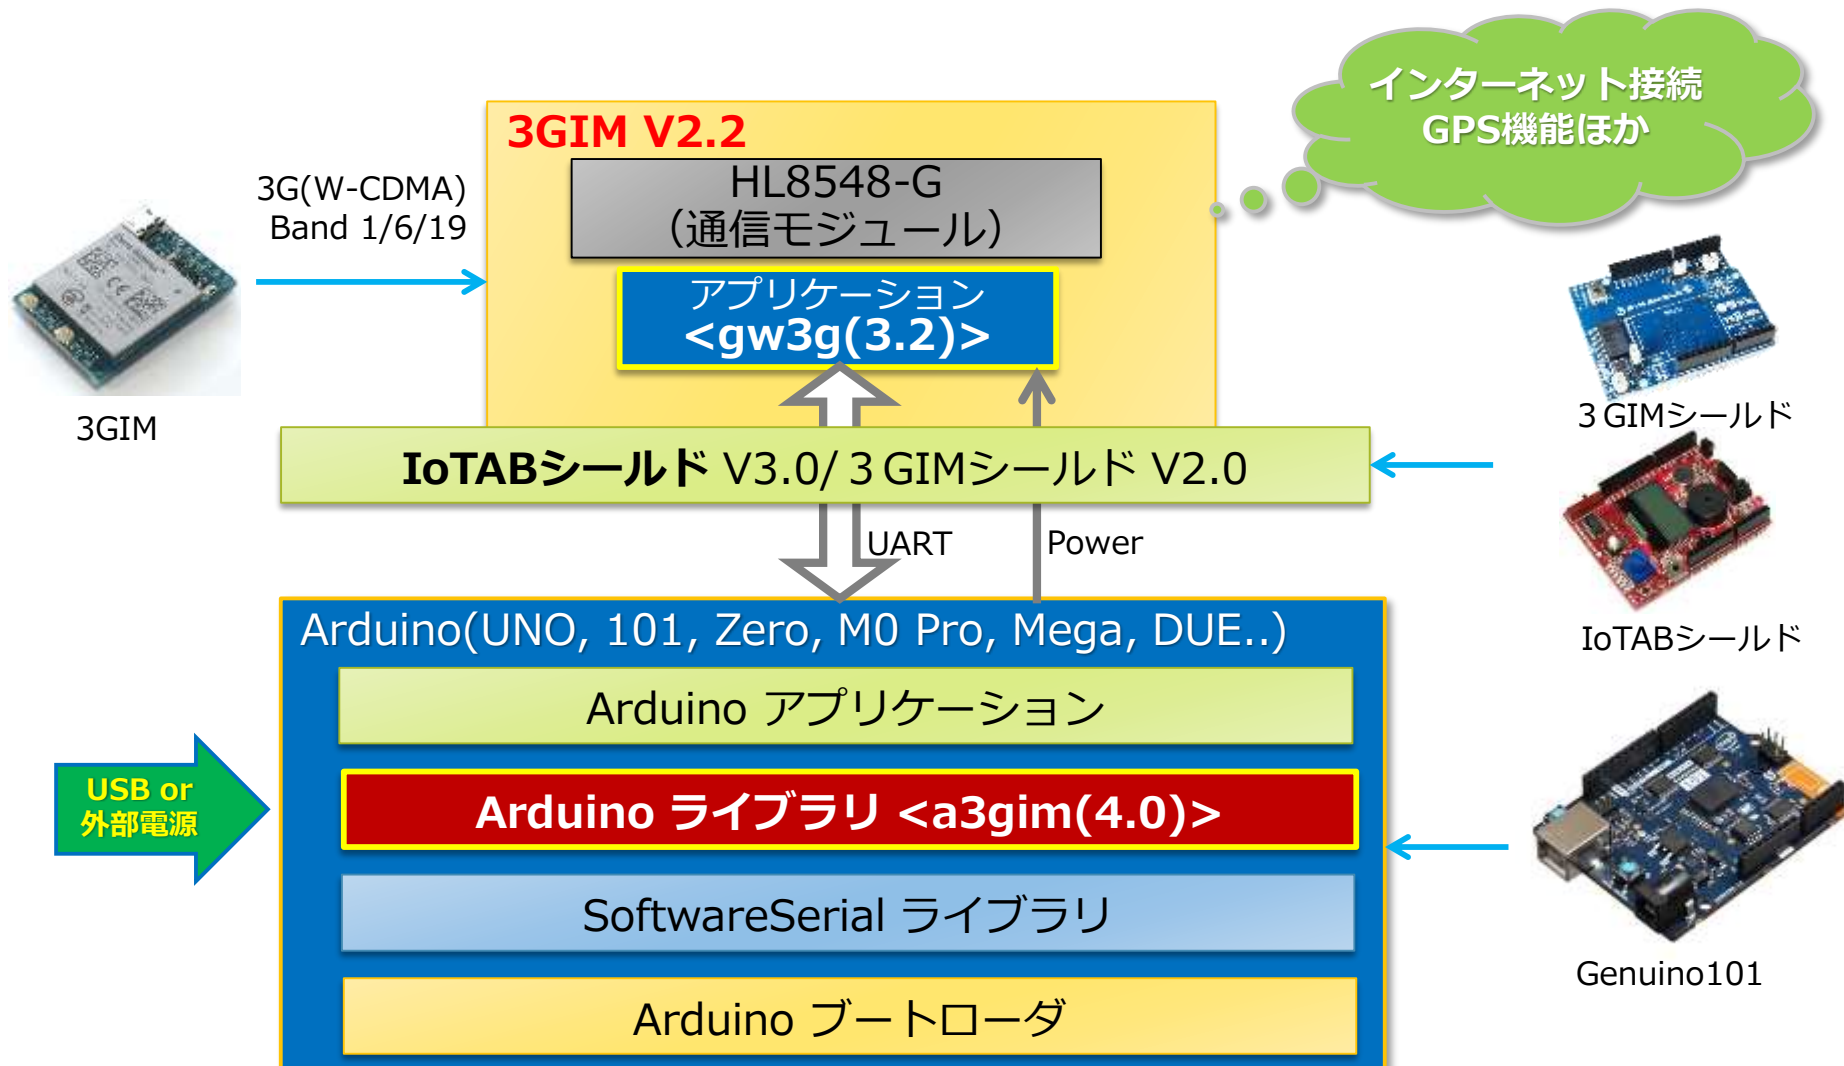 インターネット接続
GPS機能ほか
3GIM V2.2
HL8548-G
（通信モジュール）
3G(W-CDMA)
Band 1/6/19
アプリケーション
<gw3g(3.2)>
3GIM
３GIMシールド
IoTABシールド V3.0/３GIMシールド V2.0
UART
Power
IoTABシールド
Arduino(UNO, 101, Zero, M0 Pro, Mega, DUE..)
Arduino アプリケーション
USB or
外部電源
Arduino ライブラリ <a3gim(4.0)>
SoftwareSerial ライブラリ
Genuino101
Arduino ブートローダ